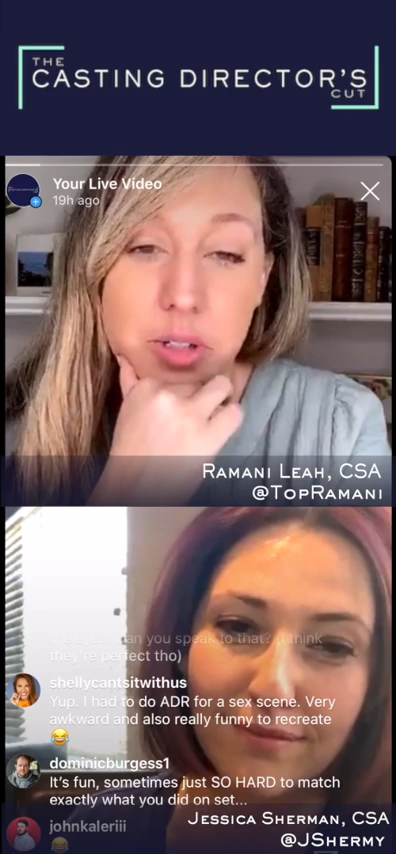 THE
CASTING DIRECTOR'S
CUT
Your Live Video
19h ago
RAMANI LEAH, CSA
@TOPRAMANI
can you speak to that? (I think
they're perfect tho)
shellycantsitwithus
Yup. I had to do ADR for a sex scene. Very
awkward and also really funny to recreate
😂
dominicburgess1
It's fun, sometimes just SO HARD to match
exactly what you did on set...
JESSICA SHERMAN, CSA
johnkaleriii
@JSHERMY
😂